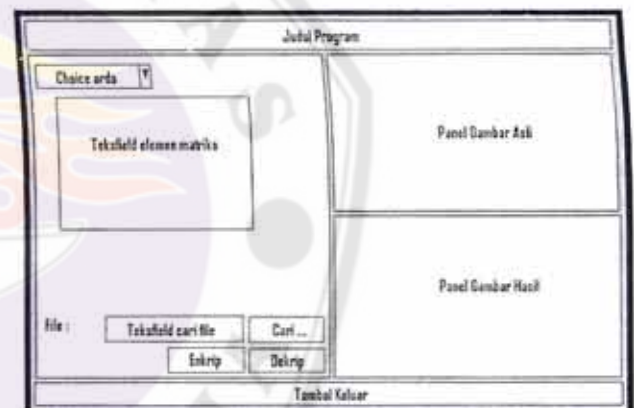 Judul Program
Choice ordo
Teksfield elemen matriks
Panel Gambar Asli
Panel Gambar Hasil
File :
Teksfield cari file
Cari ...
Enkrip
Dekrip
Tombol Keluar